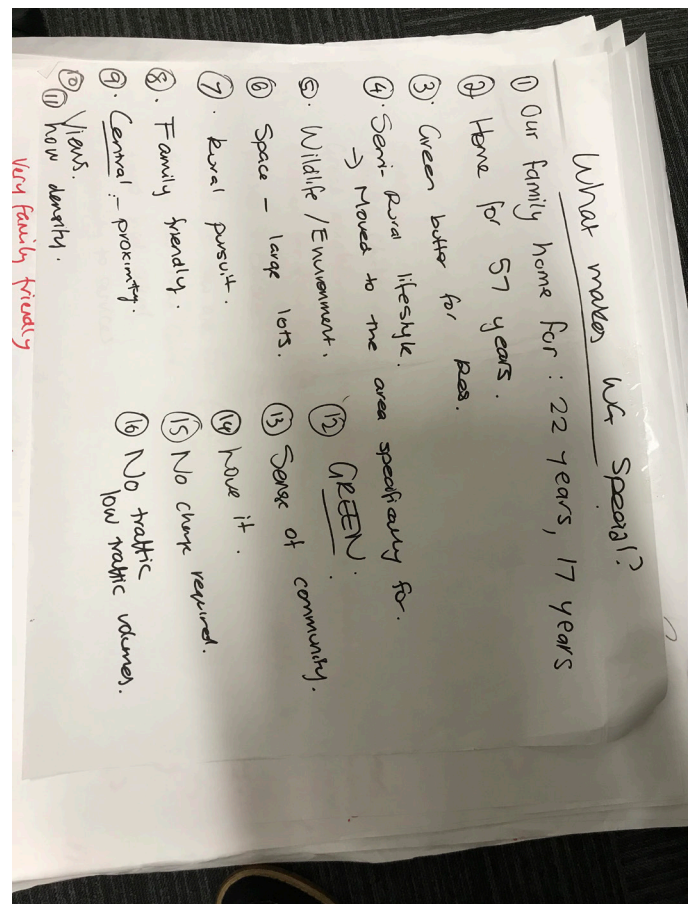 What makes WG Special?
① Our family home for: 22 years, 17 years
② Home for 57 years.
③. Green buffer for Res.
④. Semi-Rural lifestyle.
→ Moved to the area specifically for.
⑤. Wildlife / Environment.
⑥ Space - large lots.
⑦. Rural pursuit.
⑧. Family friendly.
⑨. Central :- proximity.
⑩ Views.
⑪ how density.
⑫ GREEN.
⑬ Sense of community.
⑭ Love it.
⑮ No change required.
⑯ No traffic
low traffic volumes.
Very family friendly